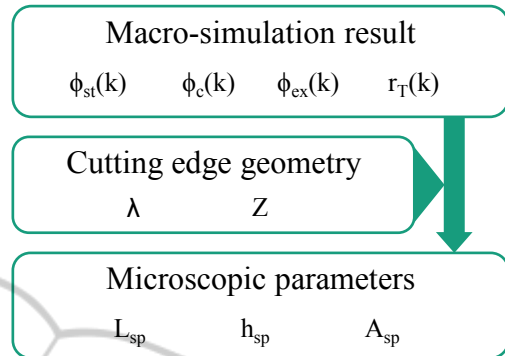 Macro-simulation result
ϕst(k) ϕc(k) ϕex(k) rT(k)
Cutting edge geometry
λ Z
Microscopic parameters
Lsp hsp Asp